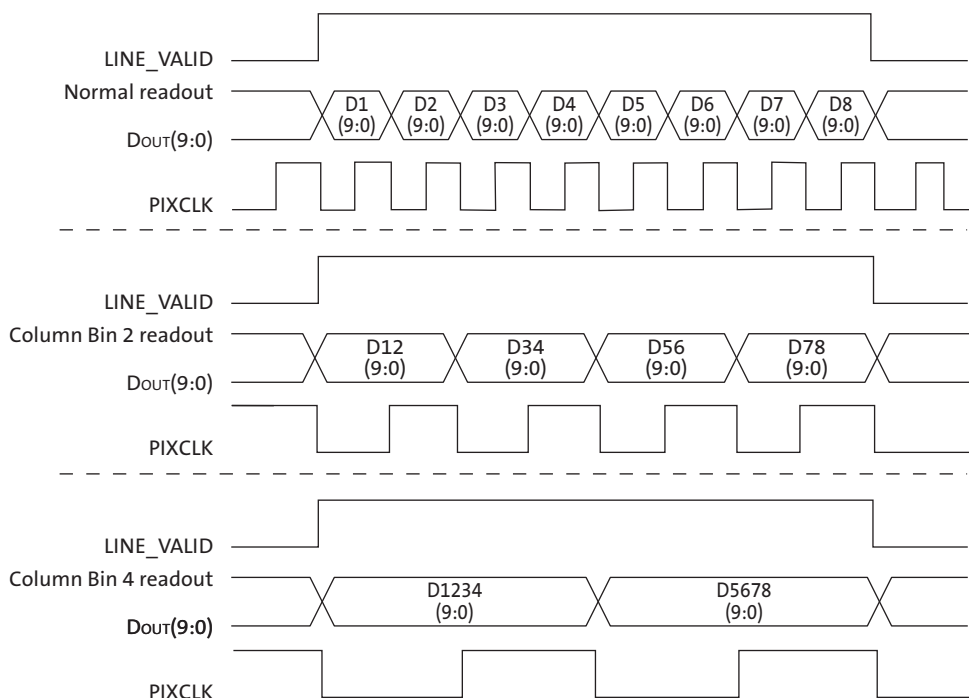 LINE_VALID
Normal readout
D1 D2 D3 D4 D5 D6 D7 D8
(9:0) (9:0) (9:0) (9:0) (9:0) (9:0) (9:0) (9:0)
DOUT(9:0)
PIXCLK
LINE_VALID
Column Bin 2 readout
D12 D34 D56 D78
(9:0) (9:0) (9:0) (9:0)
DOUT(9:0)
PIXCLK
LINE_VALID
Column Bin 4 readout
D1234 D5678
(9:0) (9:0)
DOUT(9:0)
PIXCLK